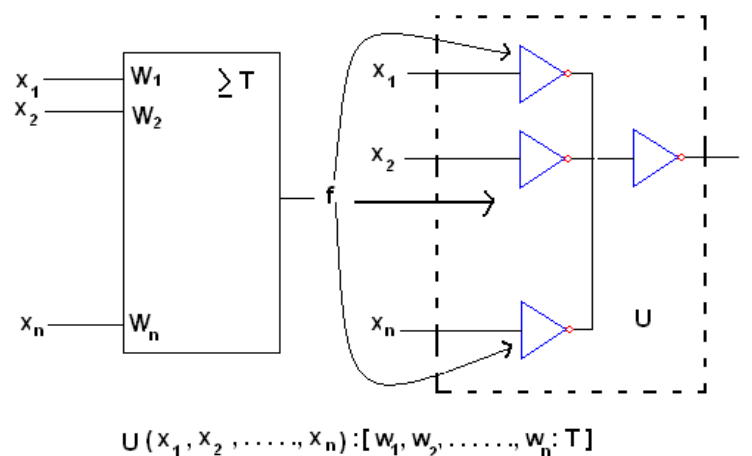 x₁ W₁ ≥ T
x₂ W₂
f
xₙ Wₙ
x₁
x₂
xₙ
U
U(x₁, x₂, . . . . ., xₙ) : [w₁, w₂, . . . . . ., wₙ: T]